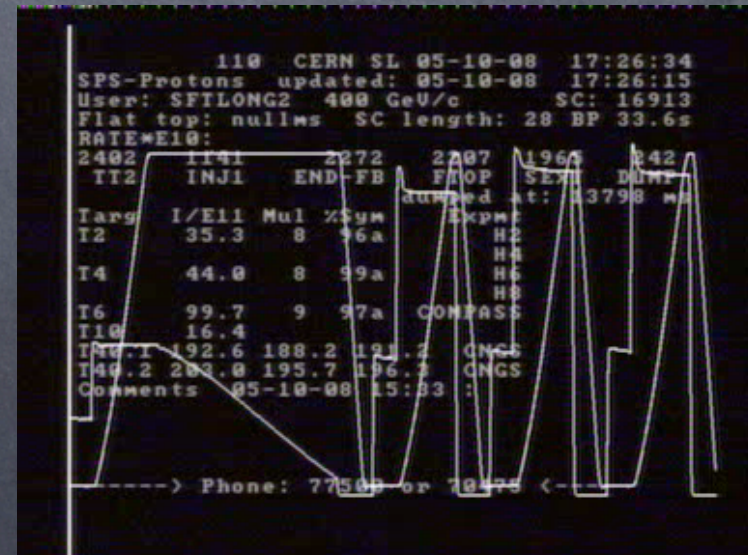 110 CERN SL 05-10-08 17:26:34
SPS-Protons updated: 05-10-08 17:26:15
User: SFTLONG2 400 GeV/c SC: 16913
Flat top: nullms SC length: 28 BP 33.6s
RATE*E10:
2402 1141 2272 2207 1965 242
TT2 INJ1 END-FB FTOP SEX DUMP
dumped at: 13798 ms
Targ I/E11 Mul %Sym Expmt
T2 35.3 8 96a H2
H4
T4 44.0 8 99a H6
H8
T6 99.7 9 97a COMPASS
T10 16.4
T40.1 192.6 188.2 191.2 CNGS
T40.2 203.0 195.7 196.3 CNGS
Comments 05-10-08 15:33 :
-----> Phone: 77500 or 70475 <----